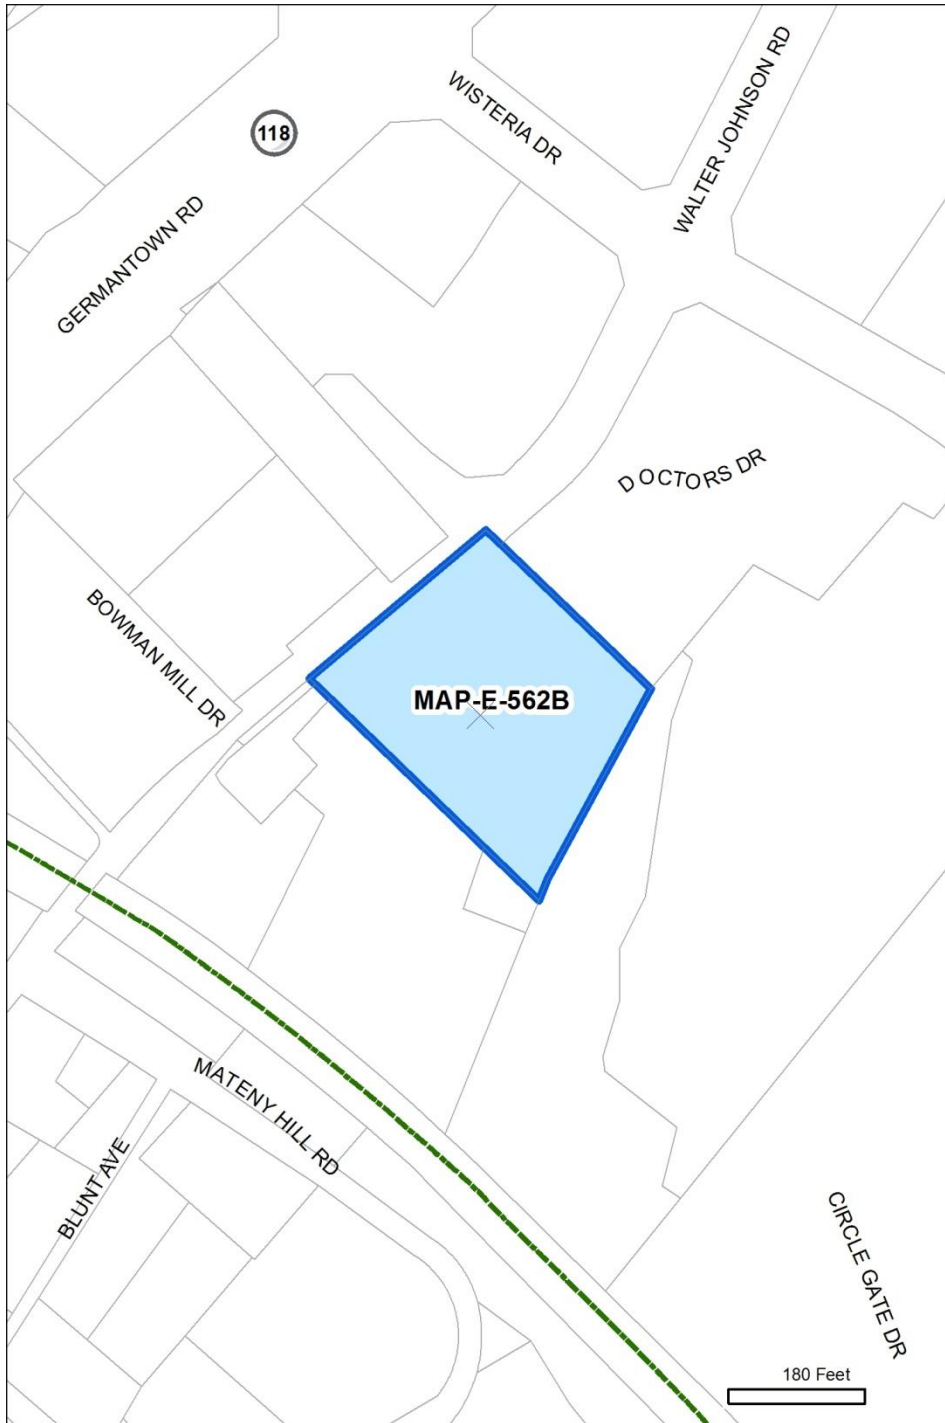 WISTERIA DR
WALTER JOHNSON RD
118
GERMANTOWN RD
DOCTORS DR
BOWMAN MILL DR
MAP-E-562B
MATENY HILL RD
BLUNT AVE
CIRCLE GATE DR
180 Feet